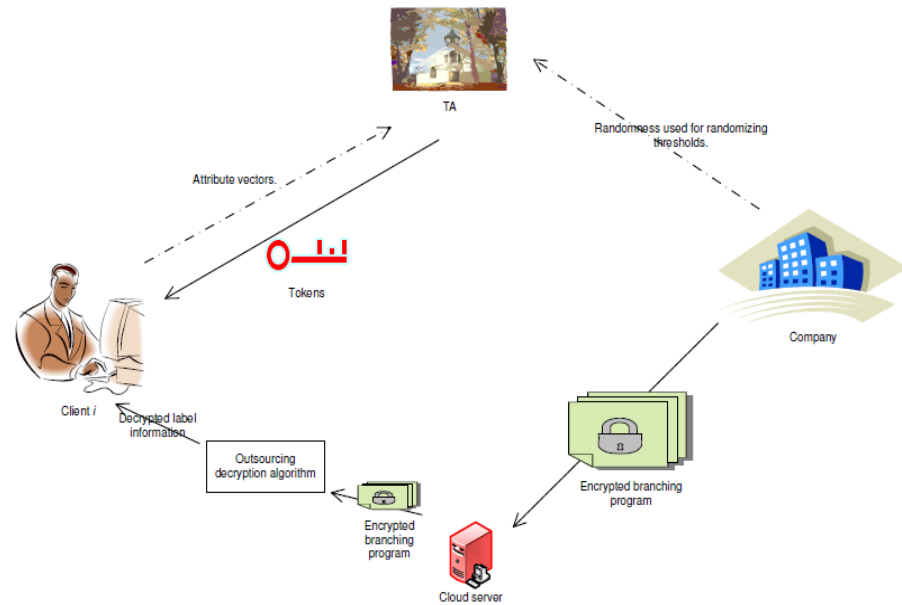 TA
Randomness used for randomizing
thresholds.
Attribute vectors.
Tokens
Company
Client i
Decrypted label
information
Outsourcing
decryption algorithm
Encrypted branching
program
Encrypted
branching
program
Cloud server